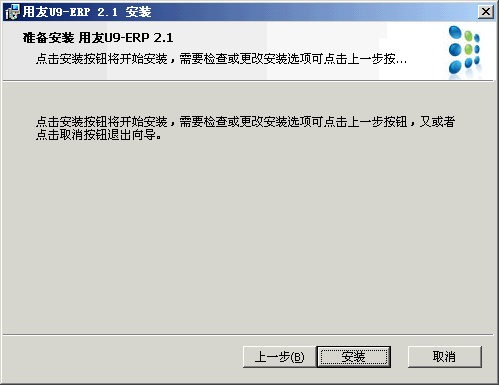 用友U9-ERP 2.1 安装
准备安装 用友U9-ERP 2.1
点击安装按钮将开始安装，需要检查或更改安装选项可点击上一步按...
点击安装按钮将开始安装，需要检查或更改安装选项可点击上一步按钮，又或者
点击取消按钮退出向导。
上一步(B)
安装
取消